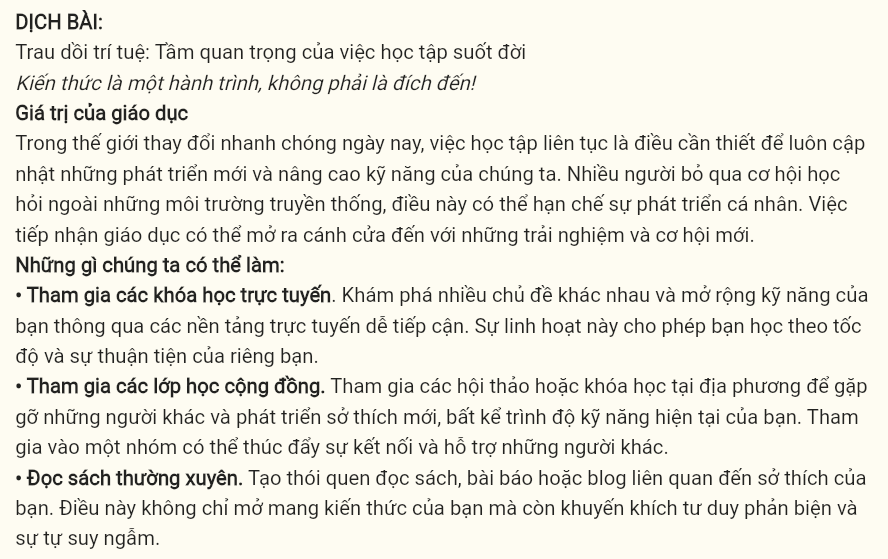 DỊCH BÀI:
Trau dồi trí tuệ: Tầm quan trọng của việc học tập suốt đời
Kiến thức là một hành trình, không phải là đích đến!
Giá trị của giáo dục
Trong thế giới thay đổi nhanh chóng ngày nay, việc học tập liên tục là điều cần thiết để luôn cập
nhật những phát triển mới và nâng cao kỹ năng của chúng ta. Nhiều người bỏ qua cơ hội học
hỏi ngoài những môi trường truyền thống, điều này có thể hạn chế sự phát triển cá nhân. Việc
tiếp nhận giáo dục có thể mở ra cánh cửa đến với những trải nghiệm và cơ hội mới.
Những gì chúng ta có thể làm:
• Tham gia các khóa học trực tuyến. Khám phá nhiều chủ đề khác nhau và mở rộng kỹ năng của
bạn thông qua các nền tảng trực tuyến dễ tiếp cận. Sự linh hoạt này cho phép bạn học theo tốc
độ và sự thuận tiện của riêng bạn.
• Tham gia các lớp học cộng đồng. Tham gia các hội thảo hoặc khóa học tại địa phương để gặp
gỡ những người khác và phát triển sở thích mới, bất kể trình độ kỹ năng hiện tại của bạn. Tham
gia vào một nhóm có thể thúc đẩy sự kết nối và hỗ trợ những người khác.
• Đọc sách thường xuyên. Tạo thói quen đọc sách, bài báo hoặc blog liên quan đến sở thích của
bạn. Điều này không chỉ mở mang kiến thức của bạn mà còn khuyến khích tư duy phản biện và
sự tự suy ngẫm.